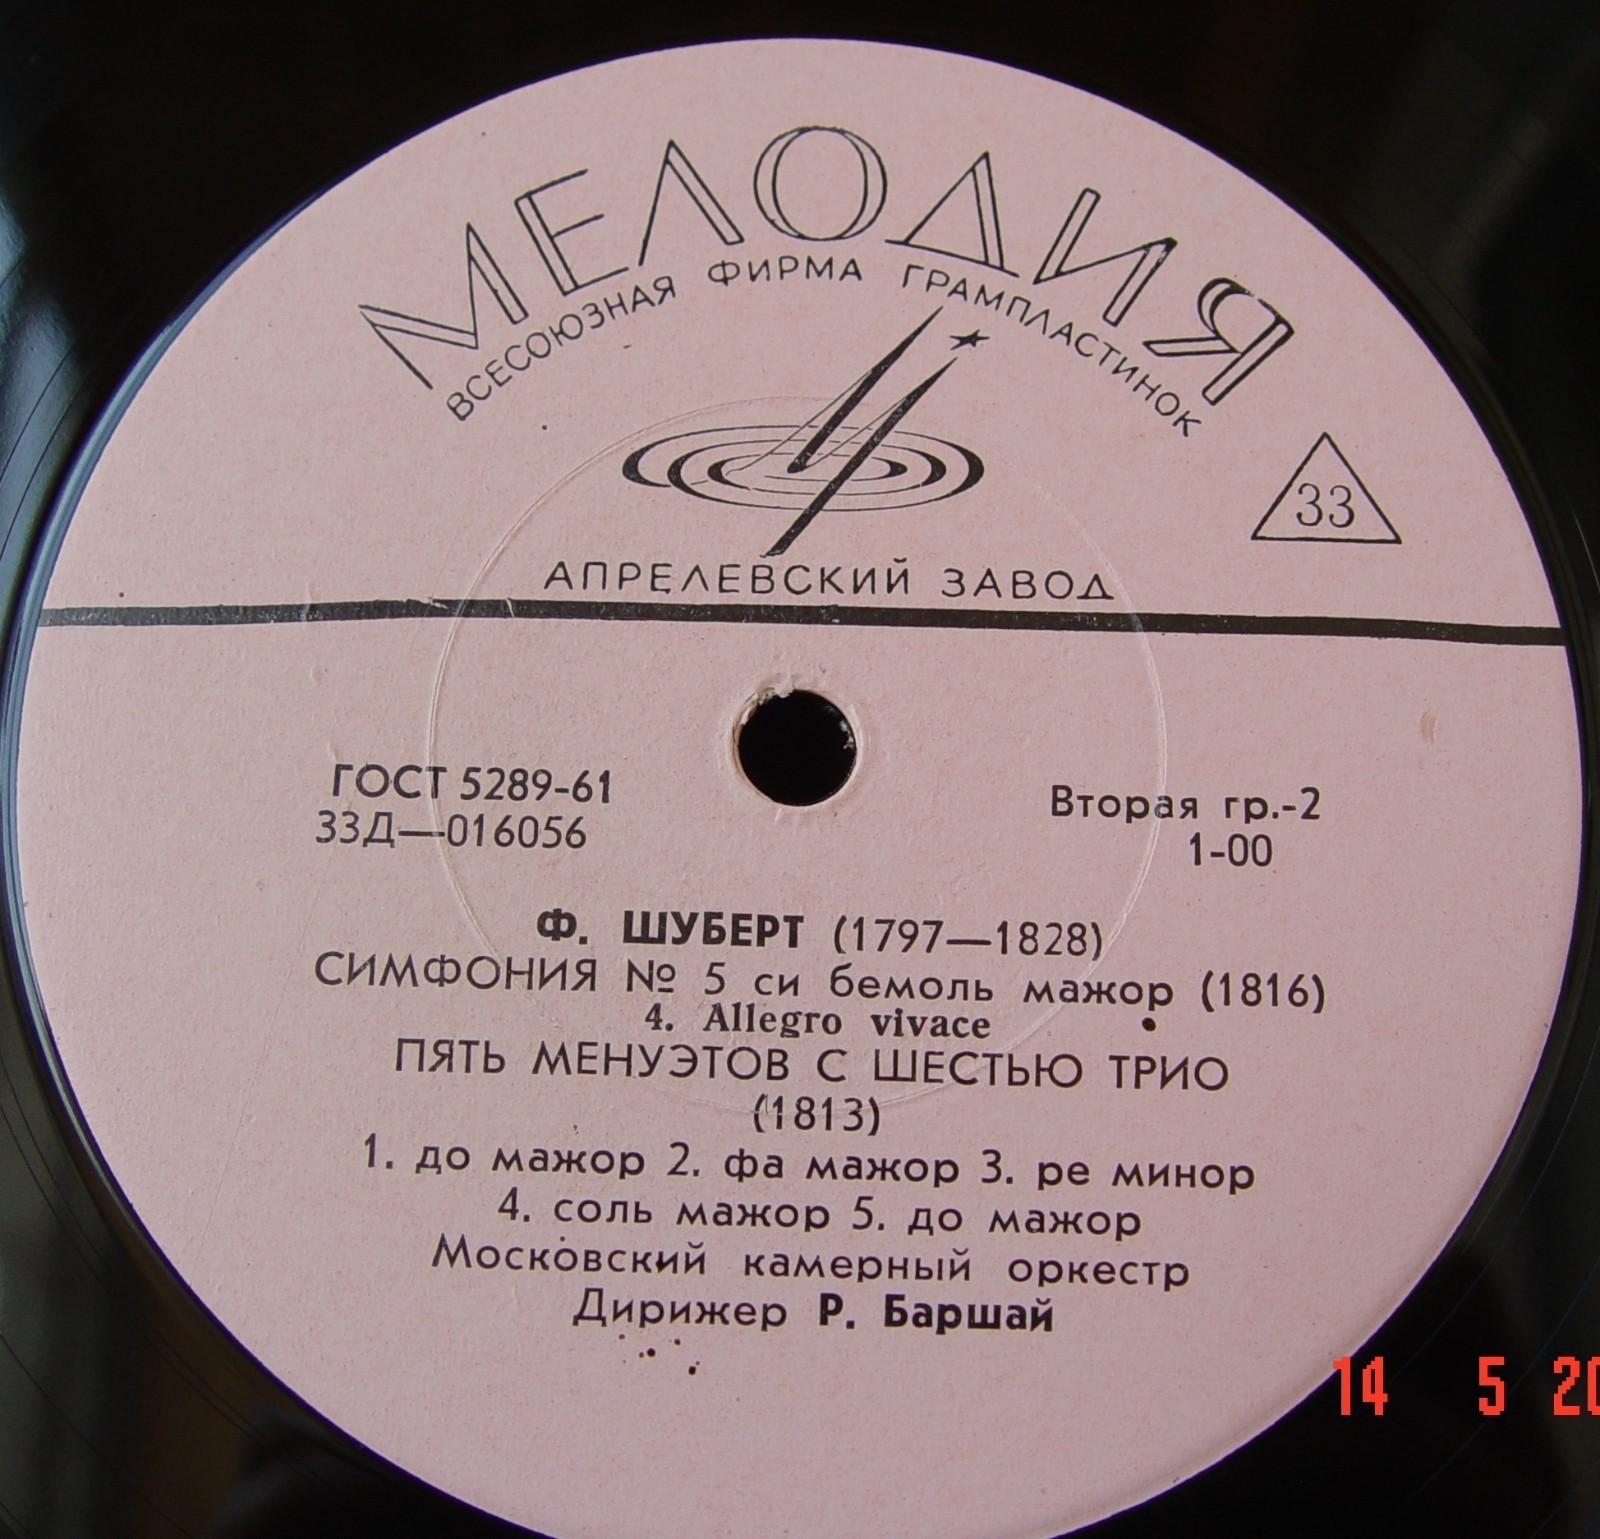 МЕЛОДИЯ
ВСЕСОЮЗНАЯ ФИРМА ГРАМПЛАСТИНОК
33
АПРЕЛЕВСКИЙ ЗАВОД
ГОСТ 5289-61
33Д—016056
Вторая гр.-2
1-00
Ф. ШУБЕРТ (1797—1828)
СИМФОНИЯ № 5 си бемоль мажор (1816)
4. Allegro vivace
ПЯТЬ МЕНУЭТОВ С ШЕСТЬЮ ТРИО
(1813)
1. до мажор 2. фа мажор 3. ре минор
4. соль мажор 5. до мажор
Московский камерный оркестр
Дирижер Р. Баршай
14 5 20